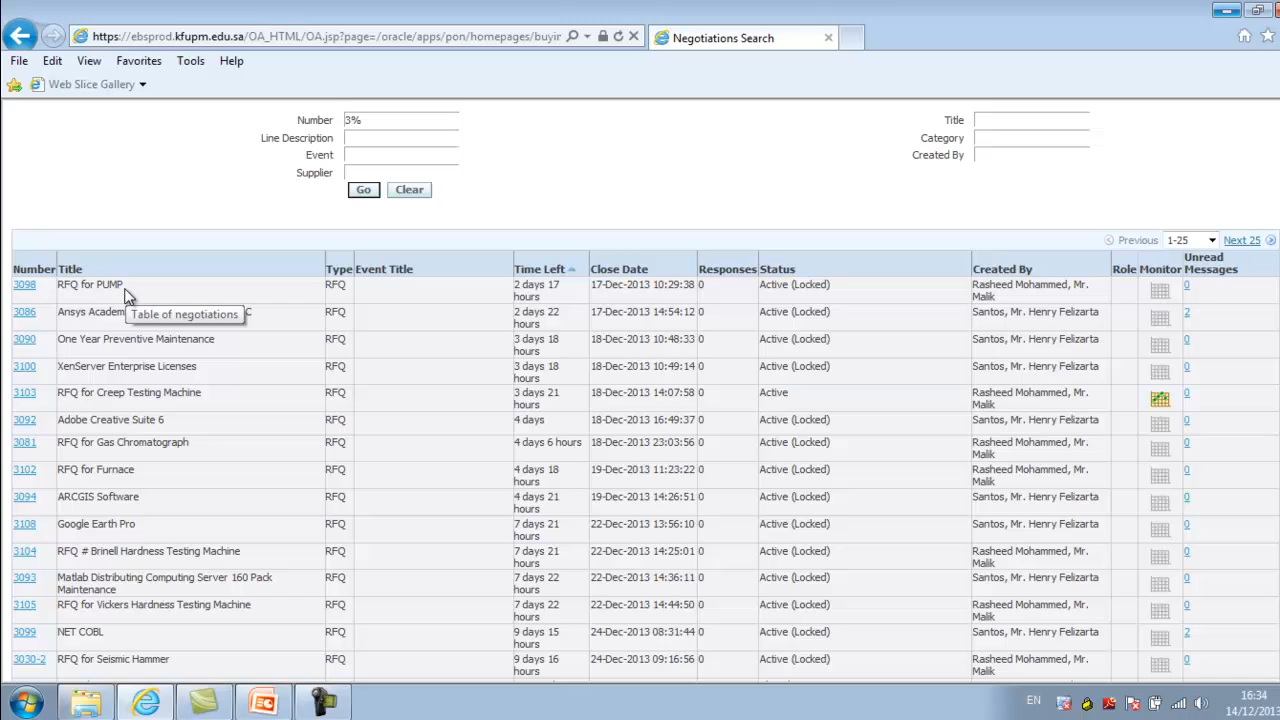 https://ebsprod.kfupm.edu.sa/OA_HTML/OA.jsp?page=/oracle/apps/pon/homepages/buyin
Negotiations Search
File Edit View Favorites Tools Help
Web Slice Gallery
Number 3% Title
Line Description Category
Event Created By
Supplier
Go Clear
Previous 1-25 Next 25
Number Title Type Event Title Time Left Close Date Responses Status Created By Role Monitor Unread Messages
3098 RFQ for PUMP RFQ 2 days 17 hours 17-Dec-2013 10:29:38 0 Active (Locked) Rasheed Mohammed, Mr. Malik 0
Table of negotiations
3086 Ansys Academ C RFQ 2 days 22 hours 17-Dec-2013 14:54:12 0 Active (Locked) Santos, Mr. Henry Felizarta 2
3090 One Year Preventive Maintenance RFQ 3 days 18 hours 18-Dec-2013 10:48:33 0 Active (Locked) Santos, Mr. Henry Felizarta 0
3100 XenServer Enterprise Licenses RFQ 3 days 18 hours 18-Dec-2013 10:49:14 0 Active (Locked) Santos, Mr. Henry Felizarta 0
3103 RFQ for Creep Testing Machine RFQ 3 days 21 hours 18-Dec-2013 14:07:58 0 Active Rasheed Mohammed, Mr. Malik 0
3092 Adobe Creative Suite 6 RFQ 4 days 18-Dec-2013 16:49:37 0 Active (Locked) Santos, Mr. Henry Felizarta 0
3081 RFQ for Gas Chromatograph RFQ 4 days 6 hours 18-Dec-2013 23:03:56 0 Active (Locked) Rasheed Mohammed, Mr. Malik 0
3102 RFQ for Furnace RFQ 4 days 18 hours 19-Dec-2013 11:23:22 0 Active (Locked) Rasheed Mohammed, Mr. Malik 0
3094 ARCGIS Software RFQ 4 days 21 hours 19-Dec-2013 14:26:51 0 Active (Locked) Santos, Mr. Henry Felizarta 0
3108 Google Earth Pro RFQ 7 days 21 hours 22-Dec-2013 13:56:10 0 Active (Locked) Santos, Mr. Henry Felizarta 0
3104 RFQ # Brinell Hardness Testing Machine RFQ 7 days 21 hours 22-Dec-2013 14:25:01 0 Active (Locked) Rasheed Mohammed, Mr. Malik 0
3093 Matlab Distributing Computing Server 160 Pack Maintenance RFQ 7 days 22 hours 22-Dec-2013 14:36:11 0 Active (Locked) Santos, Mr. Henry Felizarta 0
3105 RFQ for Vickers Hardness Testing Machine RFQ 7 days 22 hours 22-Dec-2013 14:44:50 0 Active (Locked) Rasheed Mohammed, Mr. Malik 0
3099 NET COBL RFQ 9 days 15 hours 24-Dec-2013 08:31:44 0 Active (Locked) Santos, Mr. Henry Felizarta 2
3030-2 RFQ for Seismic Hammer RFQ 9 days 16 hours 24-Dec-2013 09:16:56 0 Active (Locked) Rasheed Mohammed, Mr. Malik 0
EN 16:34
14/12/2013